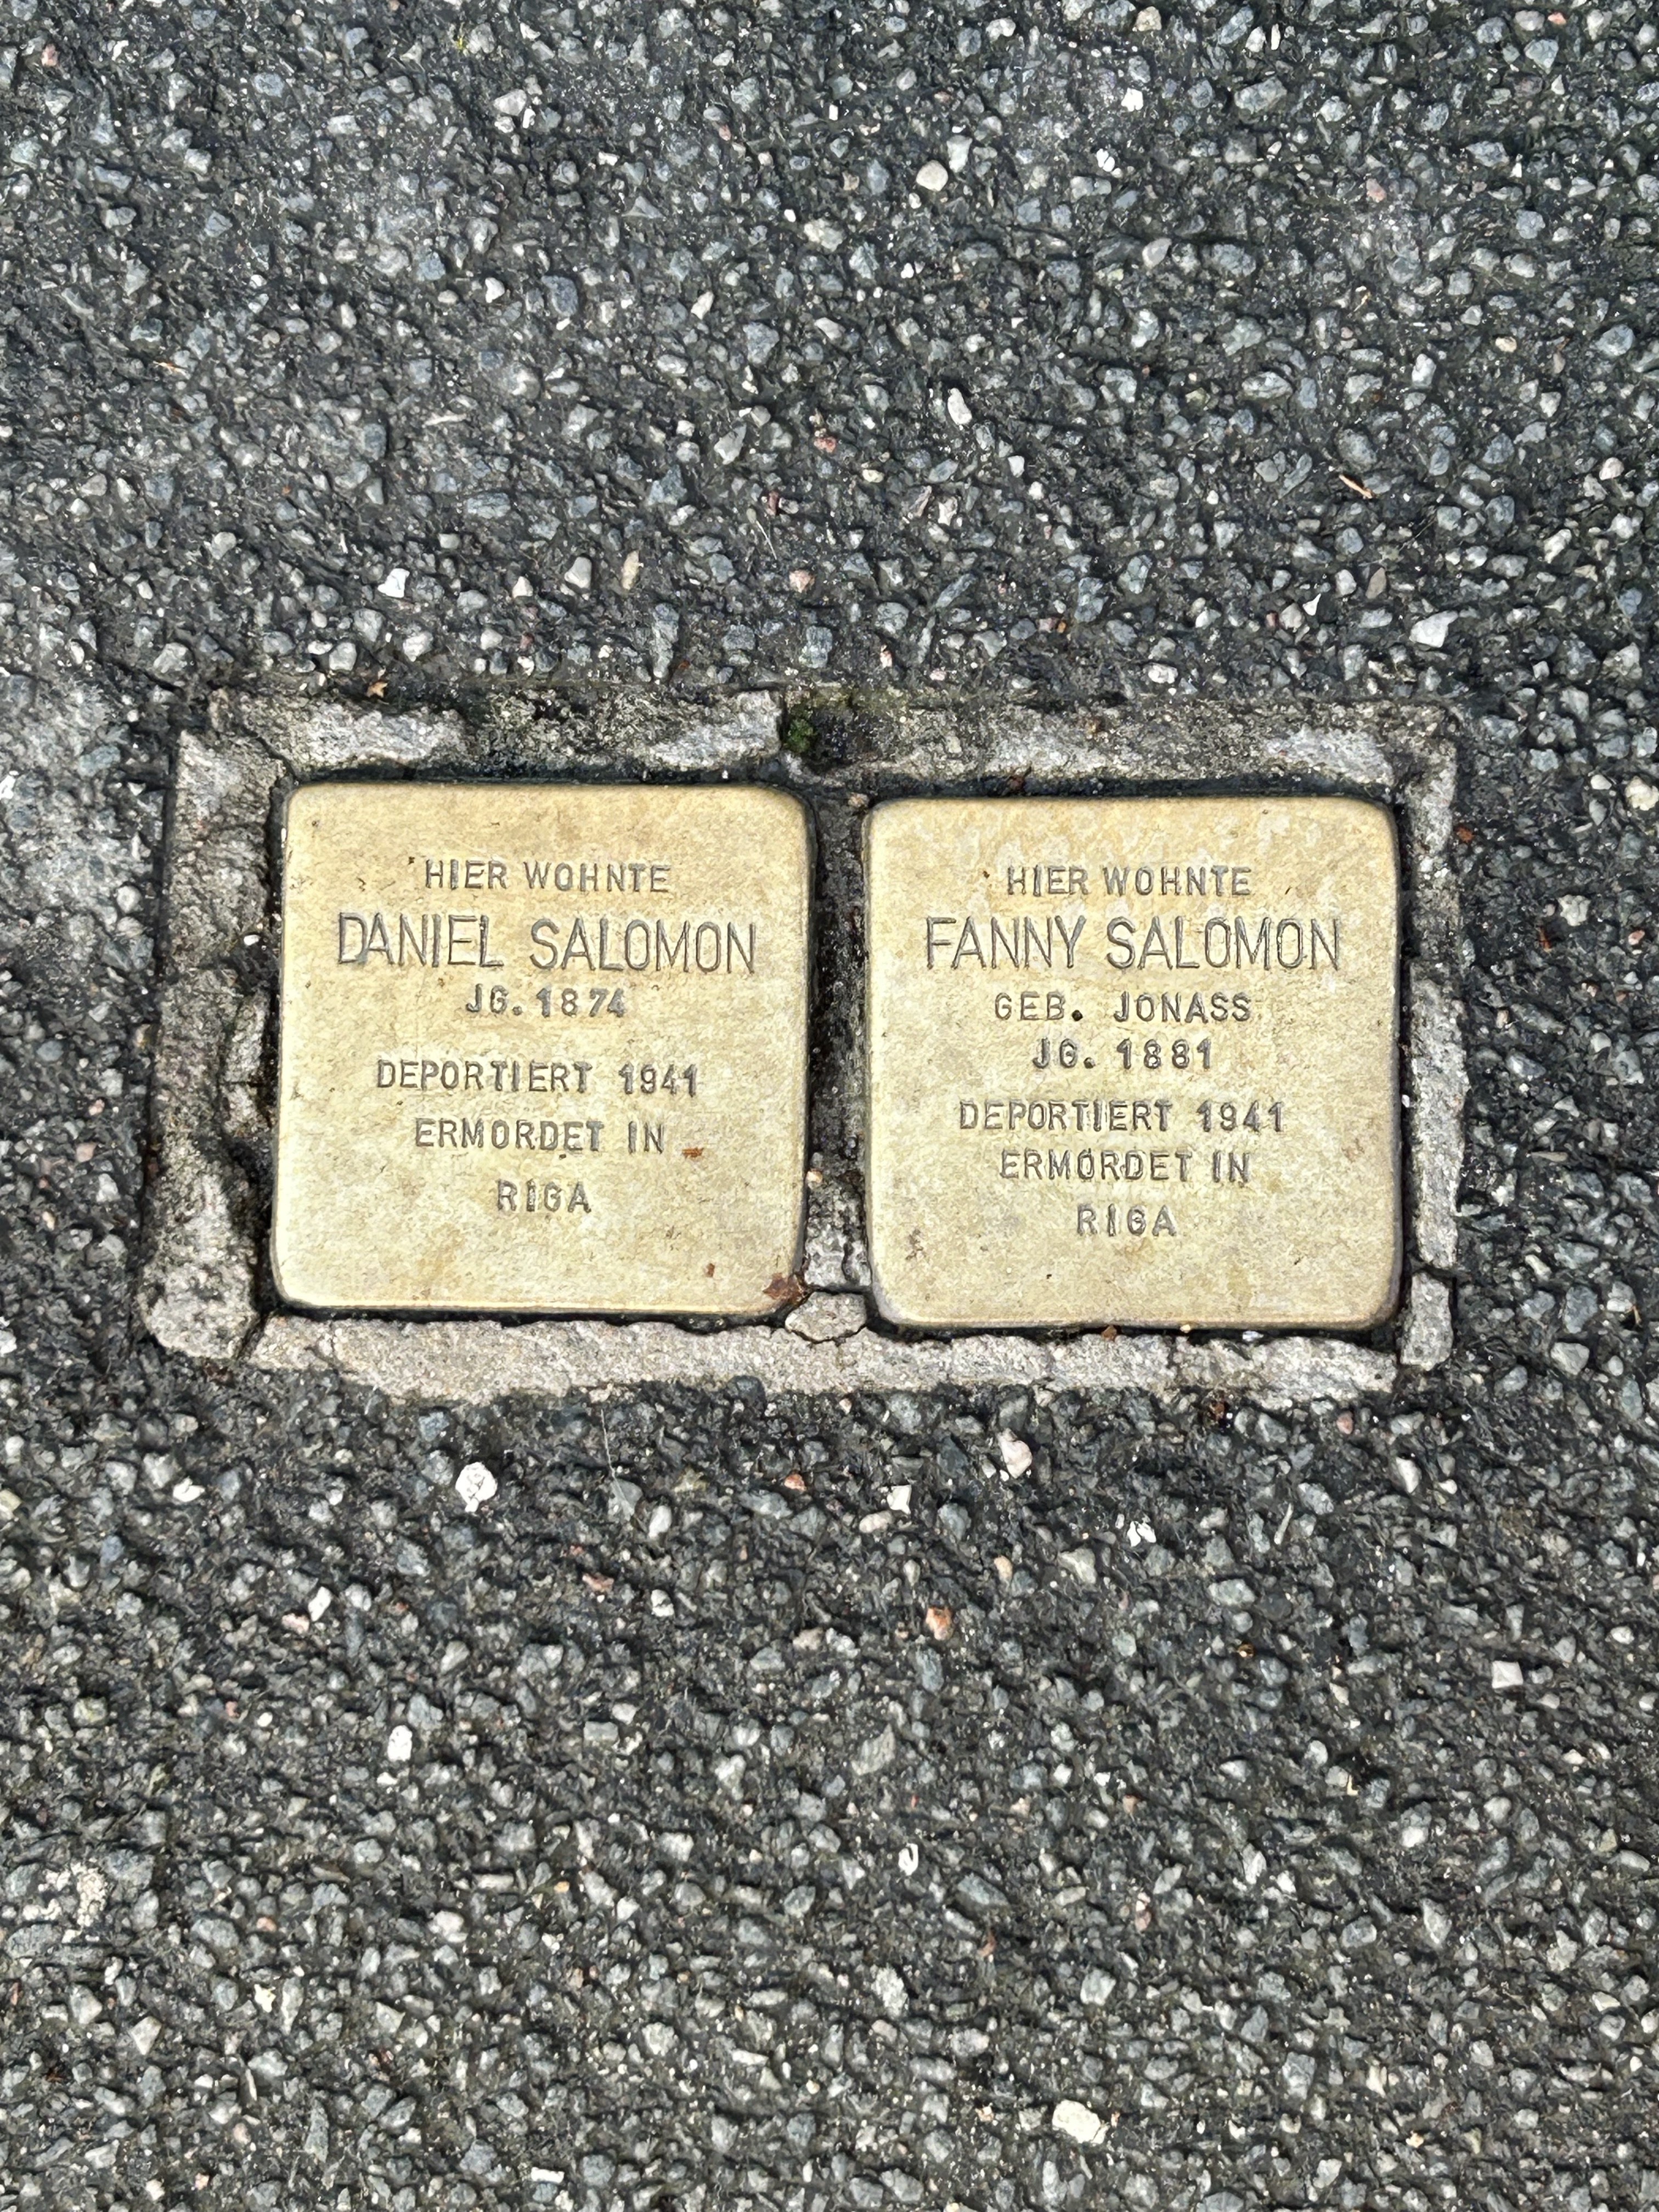 HIER WOHNTE
DANIEL SALOMON
JG. 1874
DEPORTIERT 1941
ERMORDET IN
RIGA
HIER WOHNTE
FANNY SALOMON
GEB. JONASS
JG. 1881
DEPORTIERT 1941
ERMORDET IN
RIGA